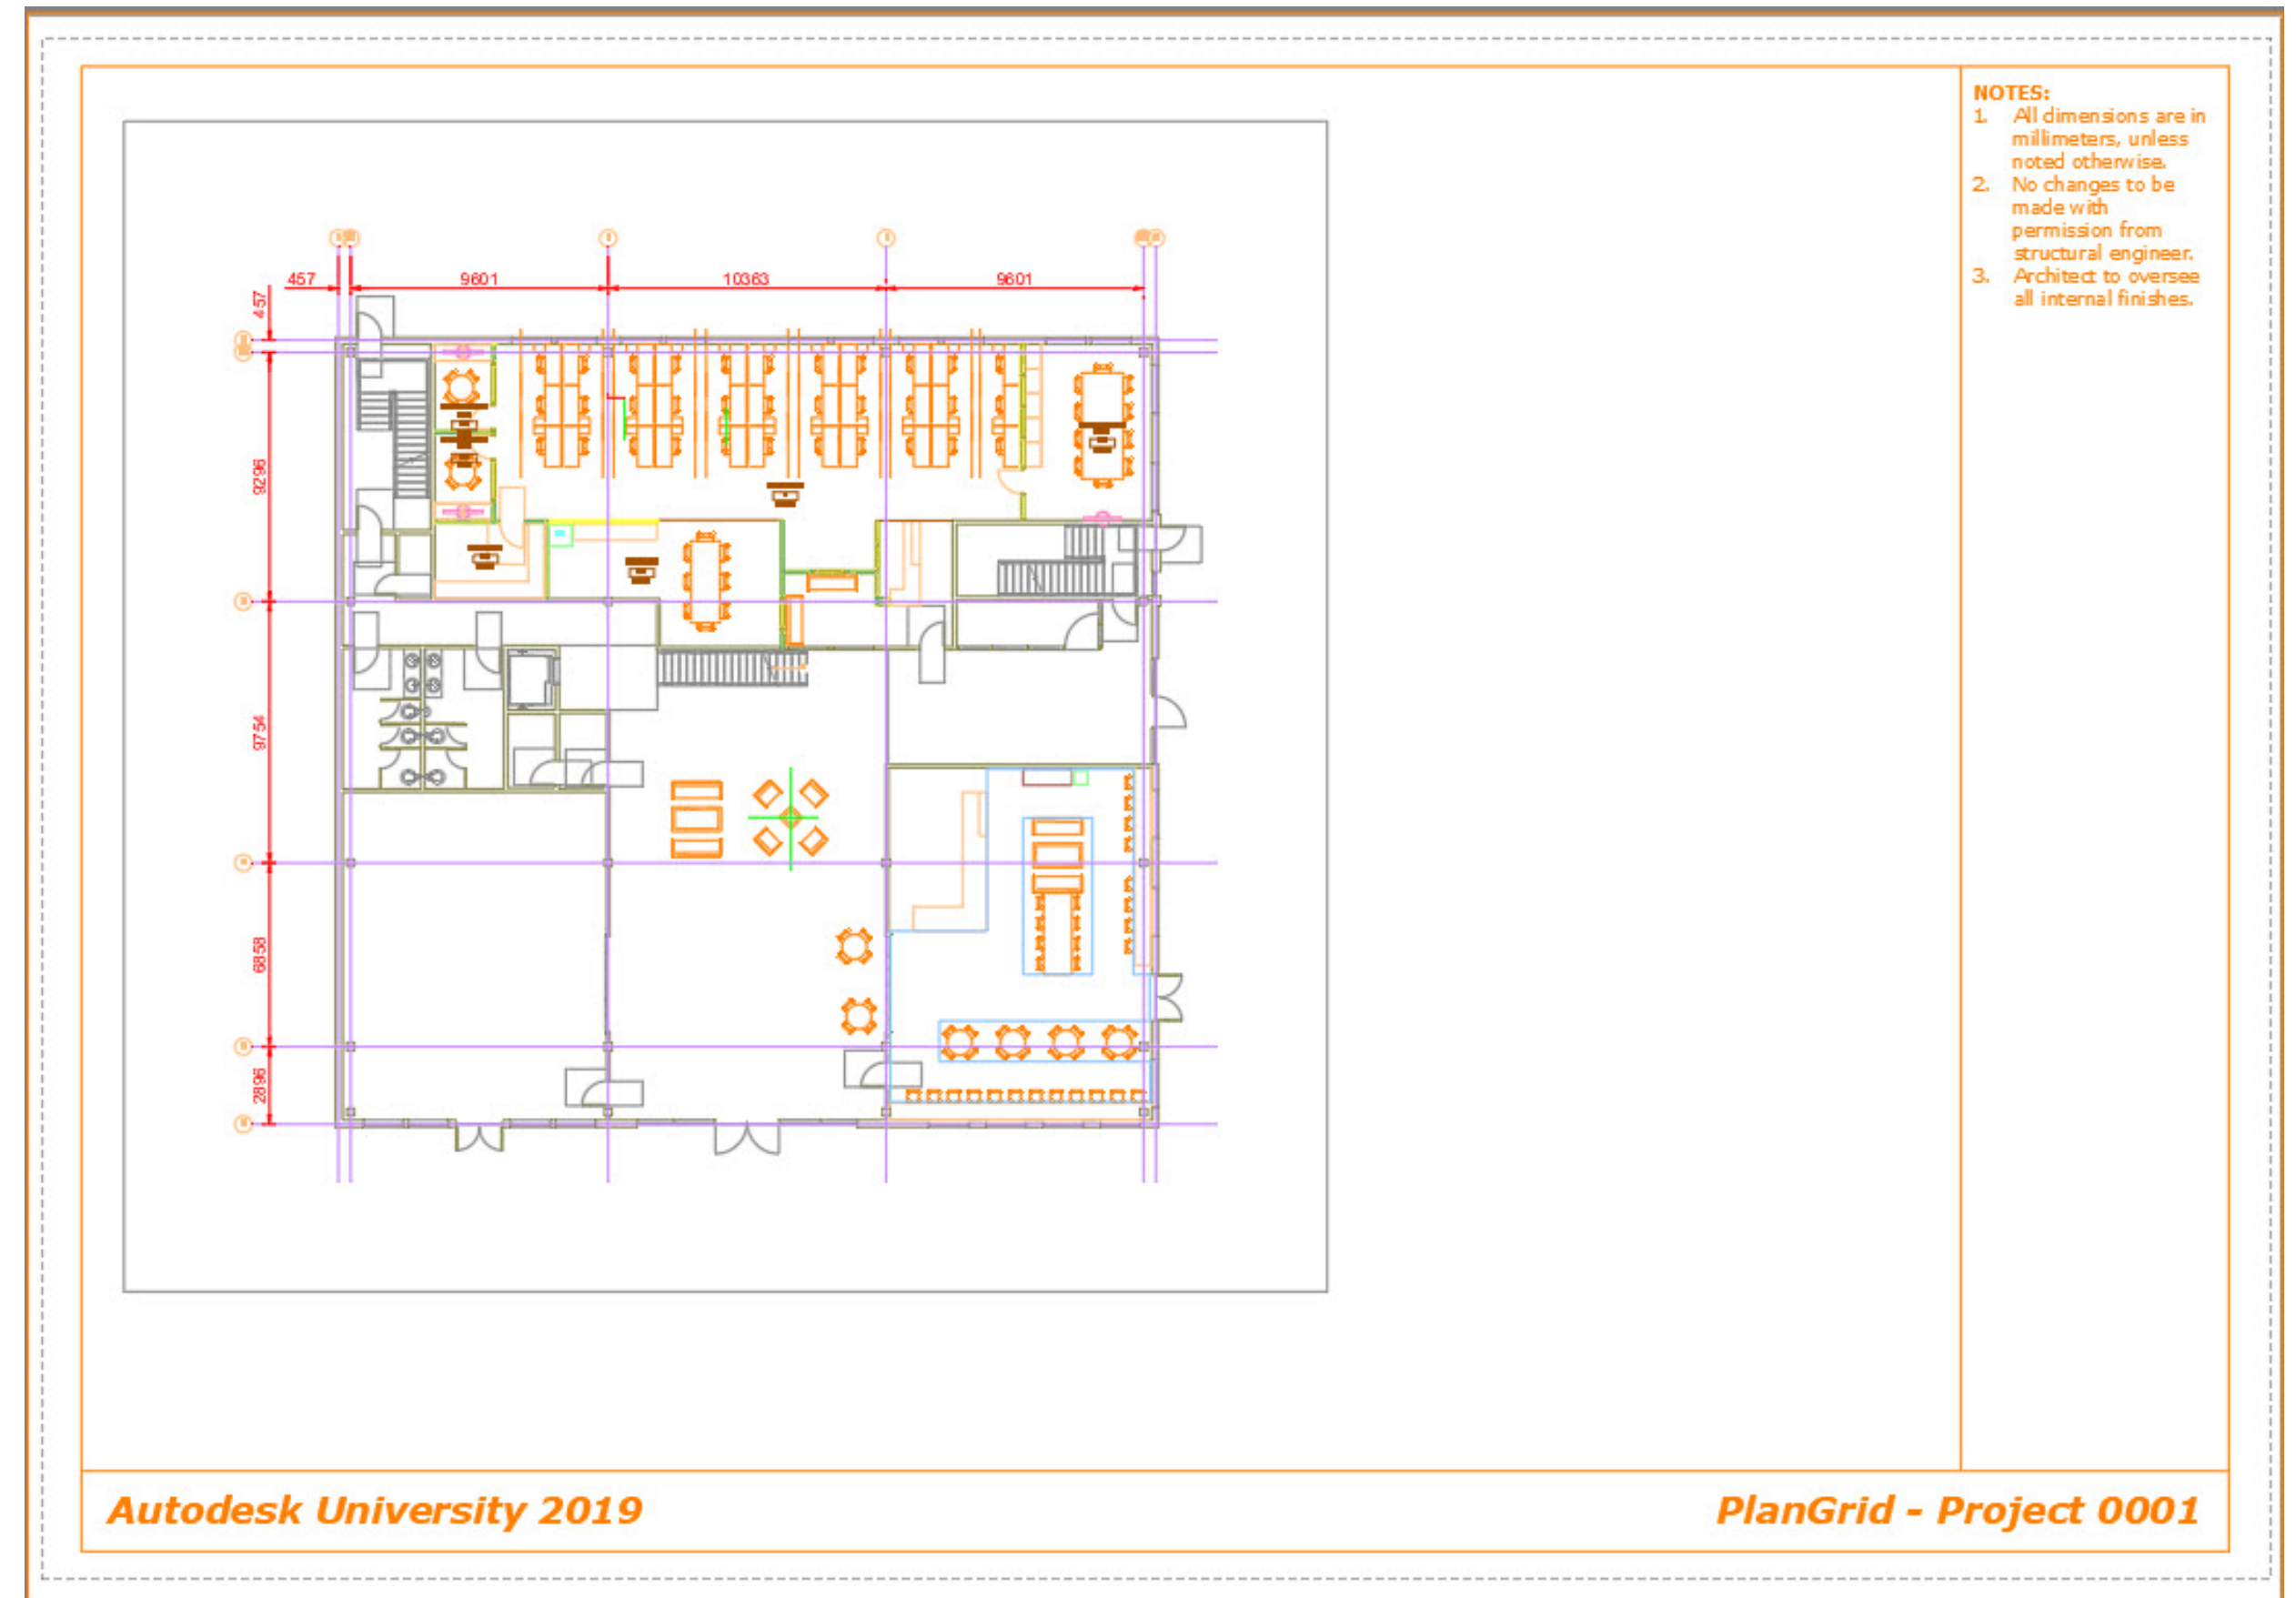 NOTES:
1. All dimensions are in
millimeters, unless
noted otherwise.
2. No changes to be
made with
permission from
structural engineer.
3. Architect to oversee
all internal finishes.
457
9601
10363
9601
457
9296
9754
6858
2896
Autodesk University 2019
PlanGrid - Project 0001